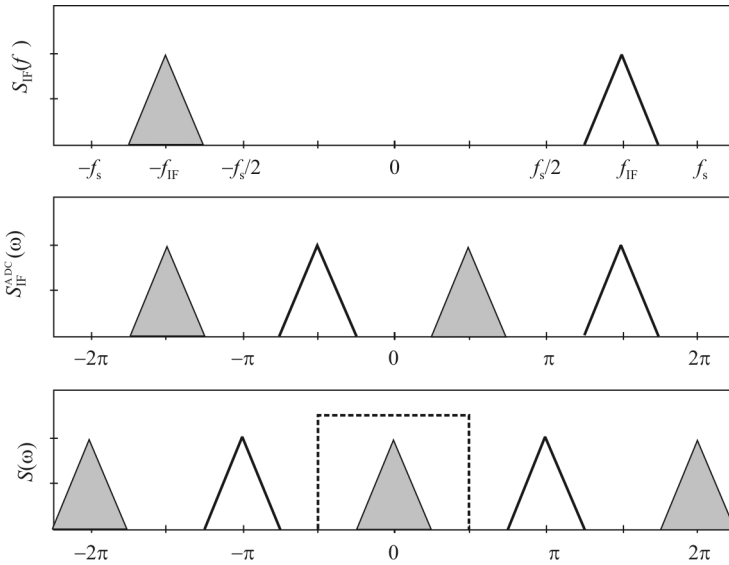 S_IF(f)
−f_s −f_IF −f_s/2 0 f_s/2 f_IF f_s
S_IF^ADC(ω)
−2π −π 0 π 2π
S(ω)
−2π −π 0 π 2π